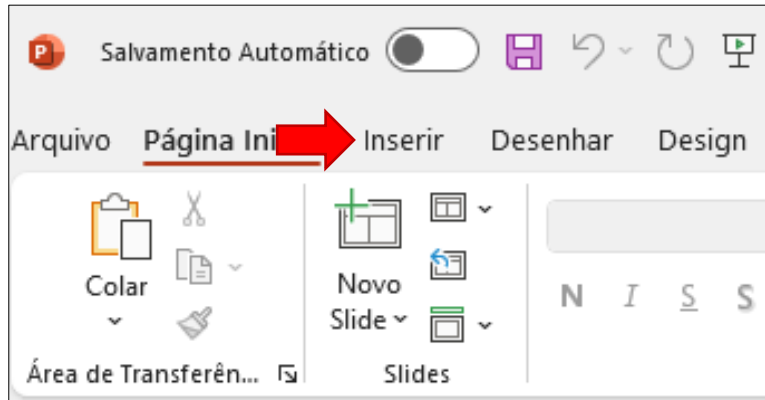 P Salvamento Automático
Arquivo Página Ini Inserir Desenhar Design
Colar
Novo
Slide
N I S S
Área de Transferên... Slides